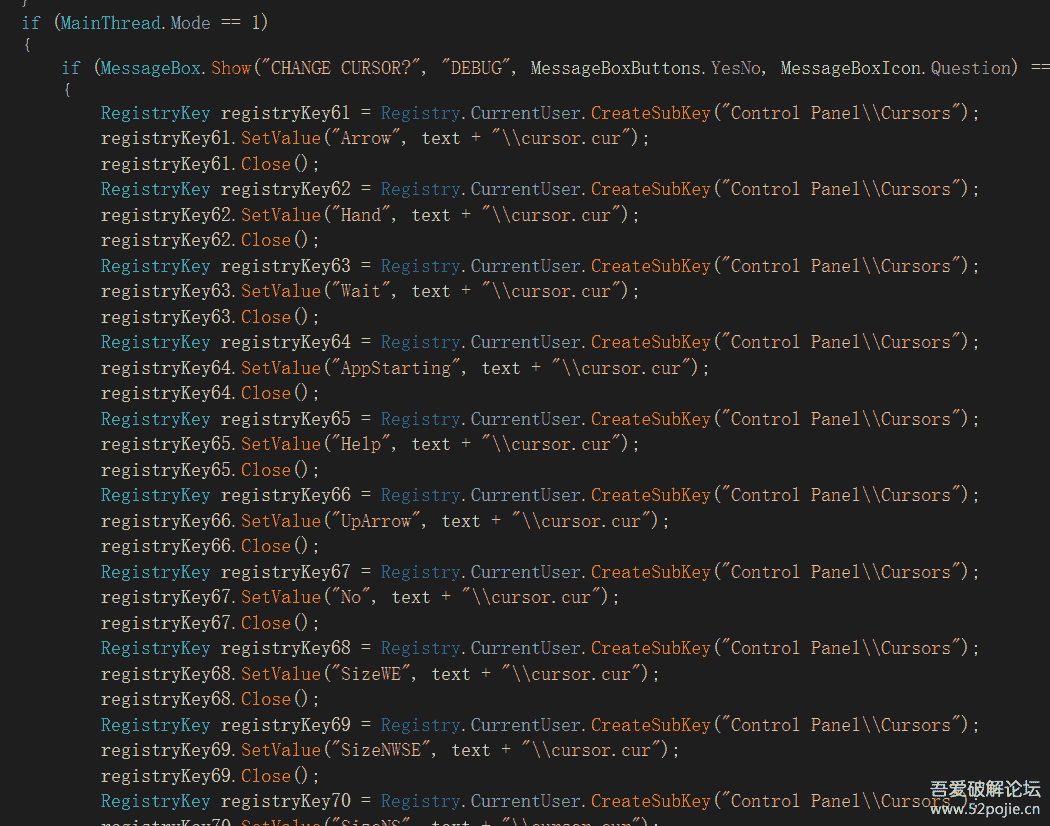 }
if (MainThread.Mode == 1)
{
if (MessageBox.Show("CHANGE CURSOR?", "DEBUG", MessageBoxButtons.YesNo, MessageBoxIcon.Question) ==
{
RegistryKey registryKey61 = Registry.CurrentUser.CreateSubKey("Control Panel\\Cursors");
registryKey61.SetValue("Arrow", text + "\\cursor.cur");
registryKey61.Close();
RegistryKey registryKey62 = Registry.CurrentUser.CreateSubKey("Control Panel\\Cursors");
registryKey62.SetValue("Hand", text + "\\cursor.cur");
registryKey62.Close();
RegistryKey registryKey63 = Registry.CurrentUser.CreateSubKey("Control Panel\\Cursors");
registryKey63.SetValue("Wait", text + "\\cursor.cur");
registryKey63.Close();
RegistryKey registryKey64 = Registry.CurrentUser.CreateSubKey("Control Panel\\Cursors");
registryKey64.SetValue("AppStarting", text + "\\cursor.cur");
registryKey64.Close();
RegistryKey registryKey65 = Registry.CurrentUser.CreateSubKey("Control Panel\\Cursors");
registryKey65.SetValue("Help", text + "\\cursor.cur");
registryKey65.Close();
RegistryKey registryKey66 = Registry.CurrentUser.CreateSubKey("Control Panel\\Cursors");
registryKey66.SetValue("UpArrow", text + "\\cursor.cur");
registryKey66.Close();
RegistryKey registryKey67 = Registry.CurrentUser.CreateSubKey("Control Panel\\Cursors");
registryKey67.SetValue("No", text + "\\cursor.cur");
registryKey67.Close();
RegistryKey registryKey68 = Registry.CurrentUser.CreateSubKey("Control Panel\\Cursors");
registryKey68.SetValue("SizeWE", text + "\\cursor.cur");
registryKey68.Close();
RegistryKey registryKey69 = Registry.CurrentUser.CreateSubKey("Control Panel\\Cursors");
registryKey69.SetValue("SizeNWSE", text + "\\cursor.cur");
registryKey69.Close();
RegistryKey registryKey70 = Registry.CurrentUser.CreateSubKey("Control Panel\\Cursors");
registryKey70.SetValue("SizeNS", text + "\\cursor.cur");
吾爱破解论坛
www.52pojie.cn